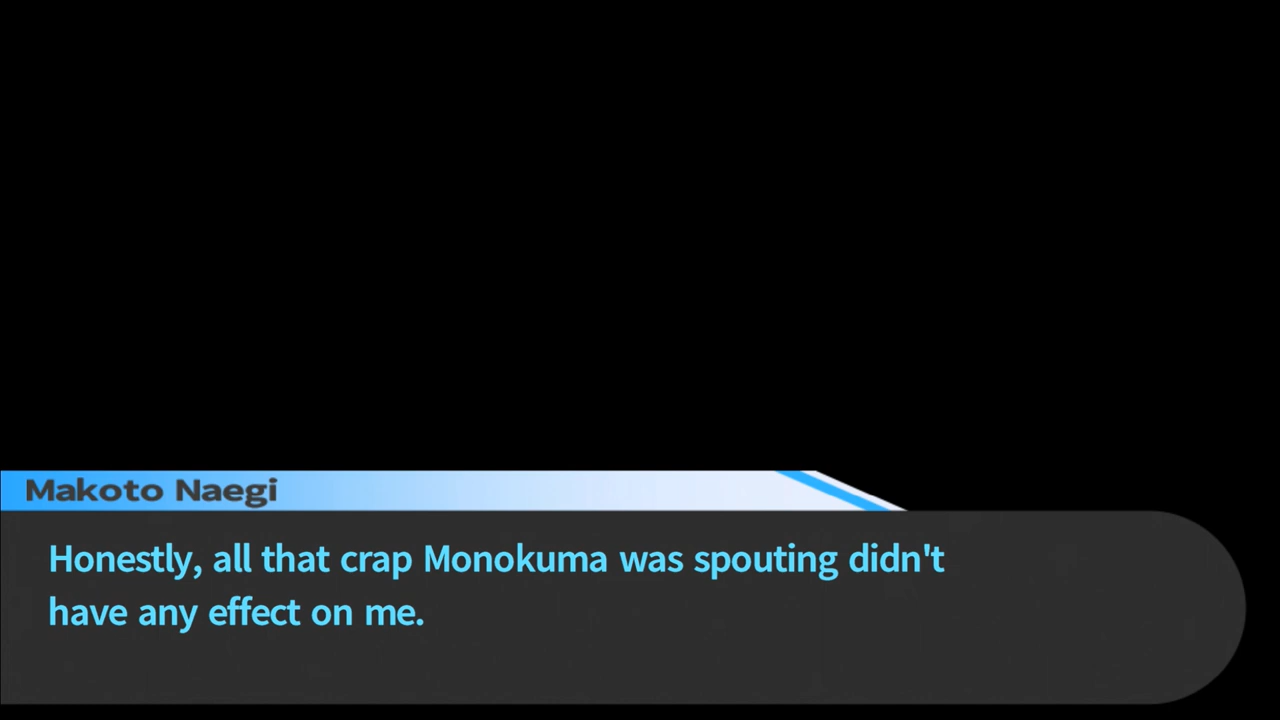 Makoto Naegi
Honestly, all that crap Monokuma was spouting didn't
have any effect on me.